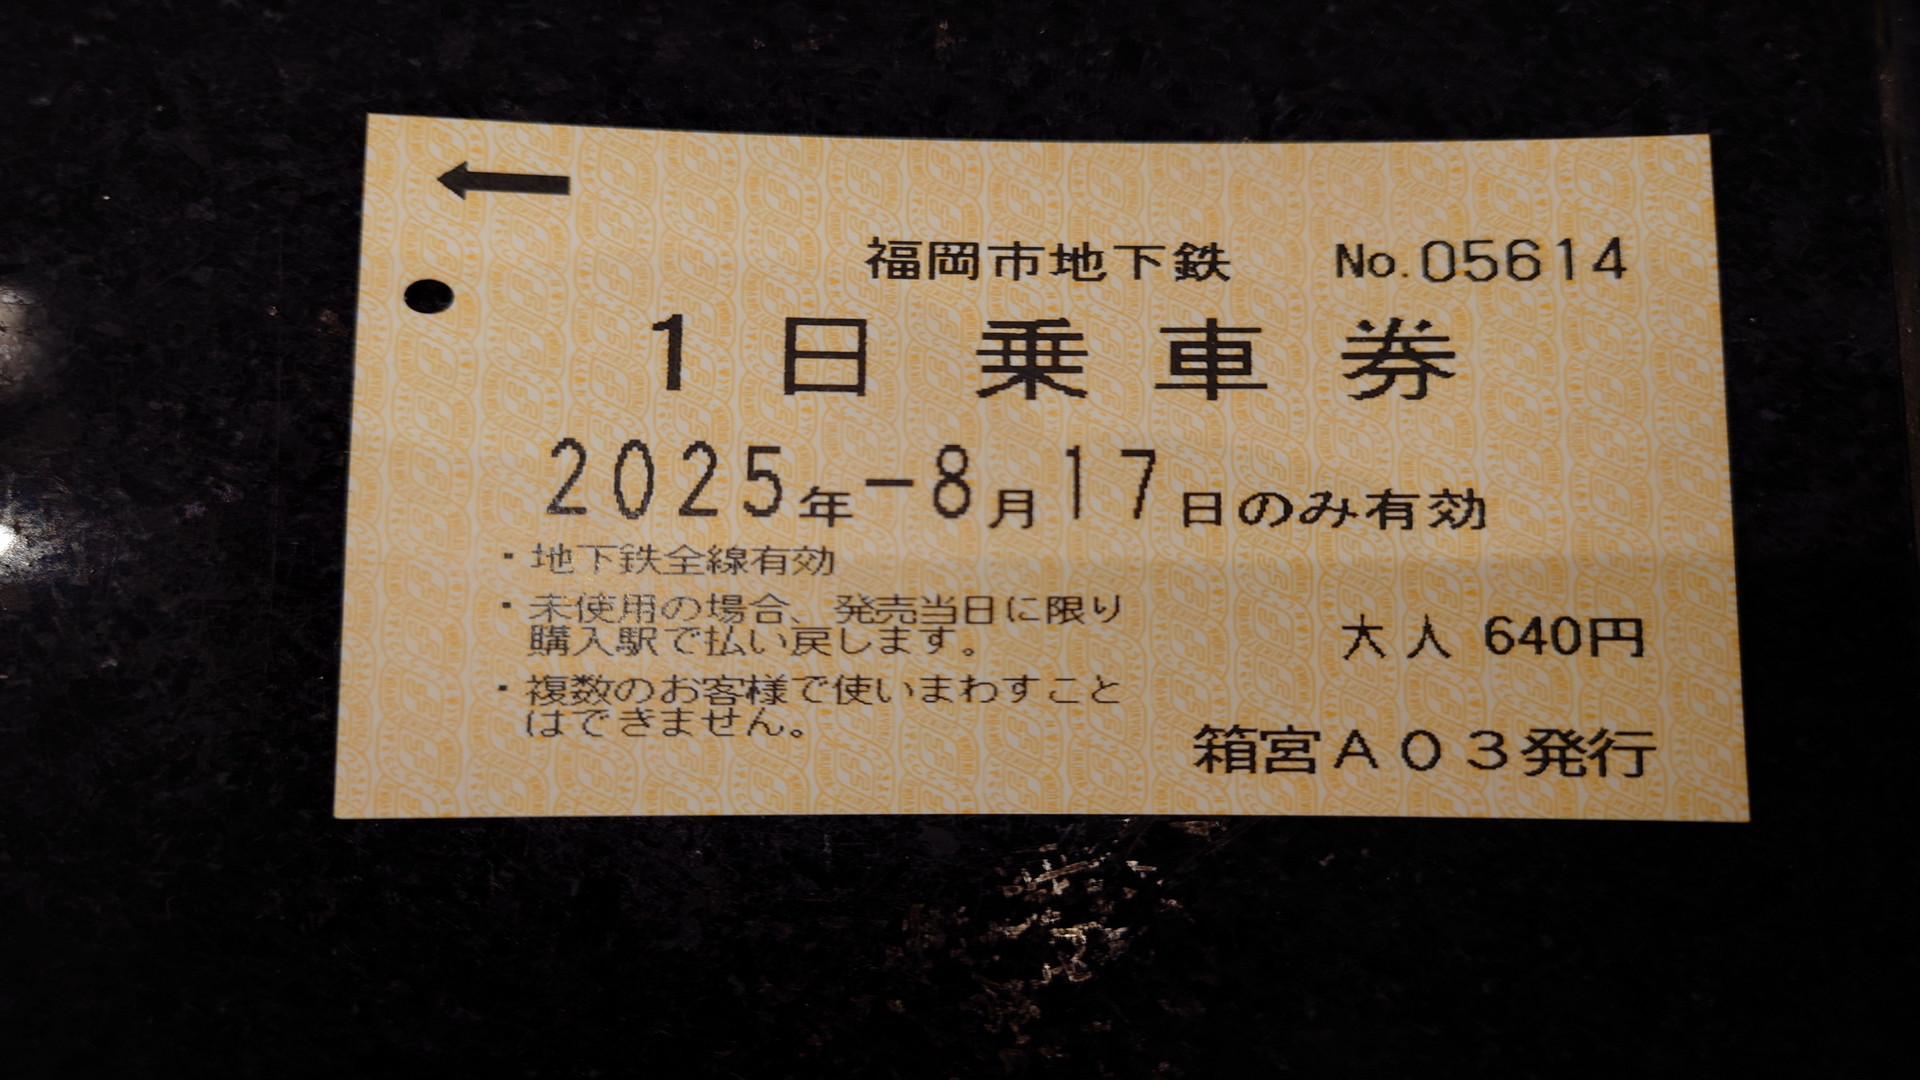 福岡市地下鉄 No.05614
1日乗車券
2025年-8月17日のみ有効
・地下鉄全線有効
・未使用の場合、発売当日に限り
購入駅で払い戻しします。
・複数のお客様で使いまわすこと
はできません。
大人 640円
箱宮A03発行